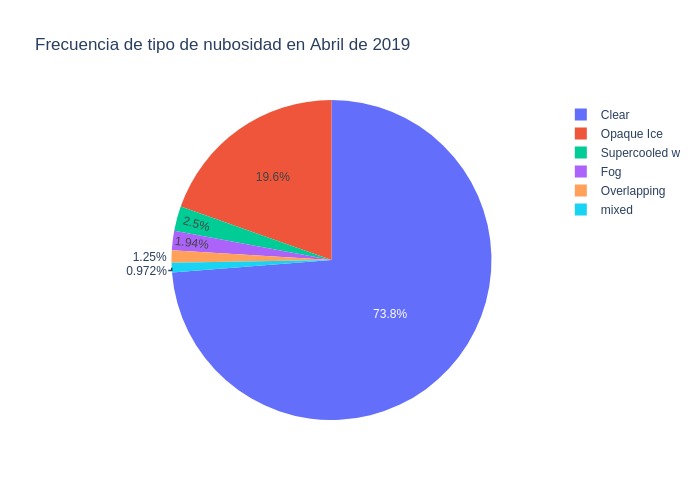 Frecuencia de tipo de nubosidad en Abril de 2019
Clear
Opaque Ice
Supercooled w
Fog
Overlapping
mixed
19.6%
2.5%
1.94%
1.25%
0.972%
73.8%